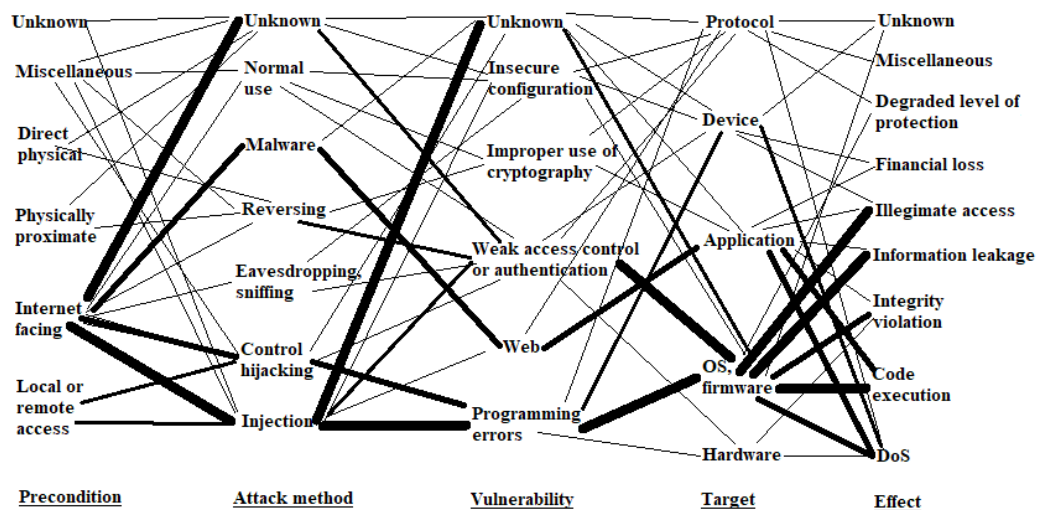 Unknown
Miscellaneous
Direct
physical
Physically
proximate
Internet
facing
Local or
remote
access
Precondition
Unknown
Normal
use
Malware
Reversing
Eavesdropping,
sniffing
Control
hijacking
Injection
Attack method
Unknown
Insecure
configuration
Improper use of
cryptography
Weak access control
or authentication
Web
Programming
errors
Vulnerability
Protocol
Device
Application
OS,
firmware
Hardware
Target
Unknown
Miscellaneous
Degraded level of
protection
Financial loss
Illegimate access
Information leakage
Integrity
violation
Code
execution
DoS
Effect